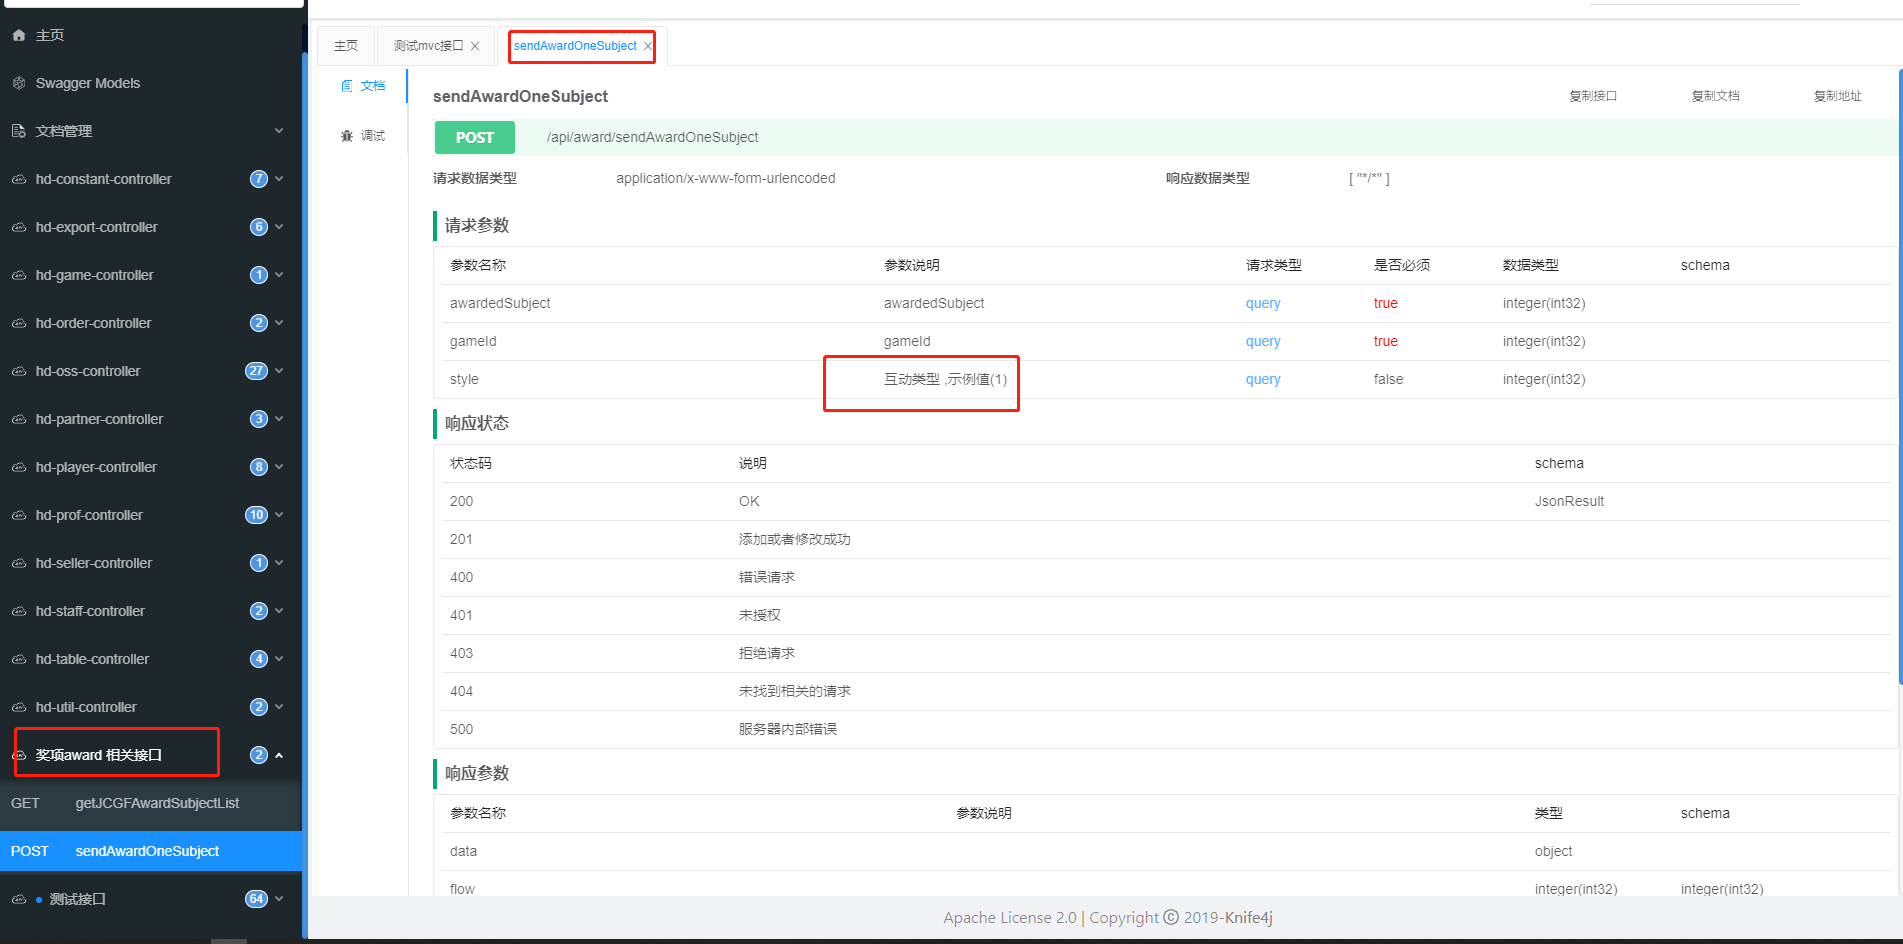 主页
Swagger Models
文档管理
hd-constant-controller 7
hd-export-controller 6
hd-game-controller 1
hd-order-controller 2
hd-oss-controller 27
hd-partner-controller 3
hd-player-controller 8
hd-prof-controller 10
hd-seller-controller 1
hd-staff-controller 2
hd-table-controller 4
hd-util-controller 2
奖项award 相关接口 2
GET getJCGFAwardSubjectList
POST sendAwardOneSubject
测试接口 64
主页 测试mvc接口 sendAwardOneSubject
文档
调试
sendAwardOneSubject 复制接口 复制文档 复制地址
POST /api/award/sendAwardOneSubject
请求数据类型 application/x-www-form-urlencoded 响应数据类型 [ "*/*" ]
请求参数
参数名称 参数说明 请求类型 是否必须 数据类型 schema
awardedSubject awardedSubject query true integer(int32)
gameId gameId query true integer(int32)
style 互动类型 ,示例值(1) query false integer(int32)
响应状态
状态码 说明 schema
200 OK JsonResult
201 添加或者修改成功
400 错误请求
401 未授权
403 拒绝请求
404 未找到相关的请求
500 服务器内部错误
响应参数
参数名称 参数说明 类型 schema
data object
flow integer(int32) integer(int32)
Apache License 2.0 | Copyright © 2019-Knife4j